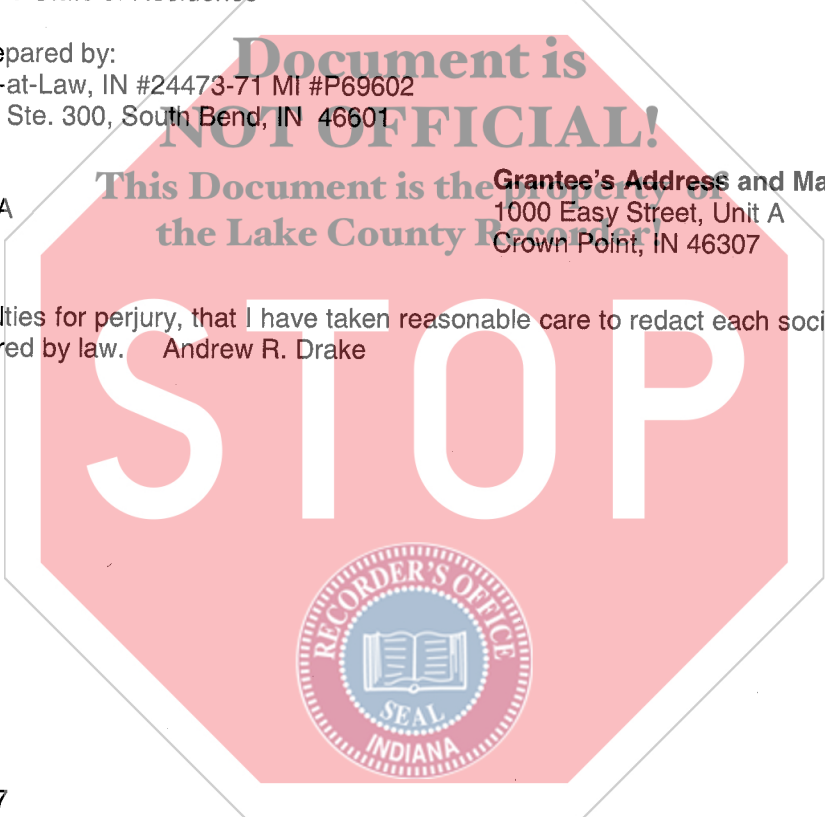 epared by:
-at-Law, IN #24473-71 MI #P69602
Ste. 300, South Bend, IN 46601
Document is
NOT OFFICIAL!
This Document is the property of
the Lake County Recorder!
A
Grantee's Address and Ma
1000 Easy Street, Unit A
Crown Point, IN 46307
lties for perjury, that I have taken reasonable care to redact each soci
red by law. Andrew R. Drake
STOP
RECORDER'S OFFICE
SEAL
INDIANA
7